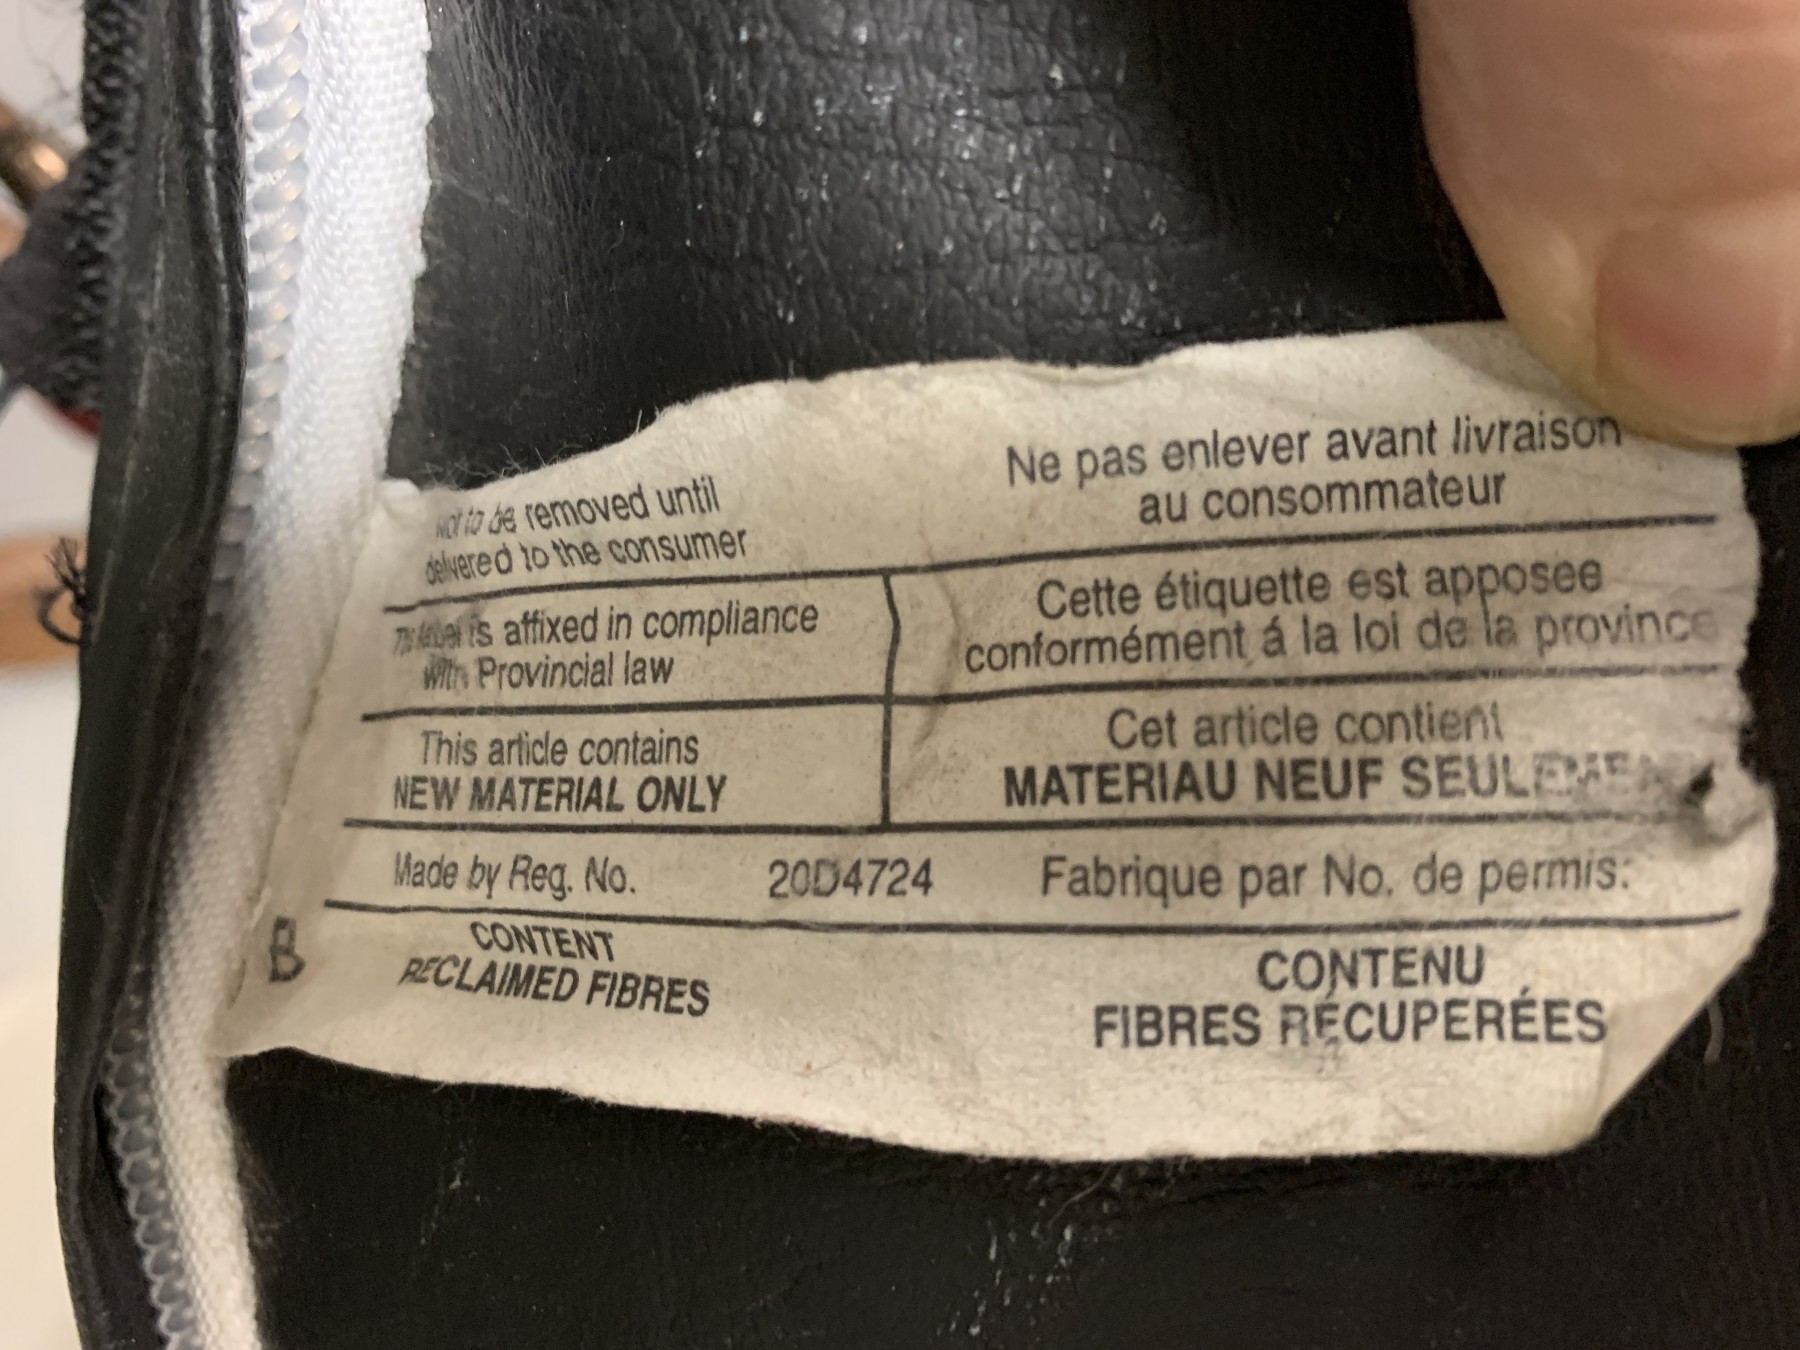 Not to be removed until
delivered to the consumer
Ne pas enlever avant livraison
au consommateur
This label is affixed in compliance
with Provincial law
Cette étiquette est apposee
conformément á la loi de la province
This article contains
NEW MATERIAL ONLY
Cet article contient
MATERIAU NEUF SEULEME
Made by Reg. No. 20D4724 Fabrique par No. de permis:
B
CONTENT
RECLAIMED FIBRES
CONTENU
FIBRES RÉCUPERÉES